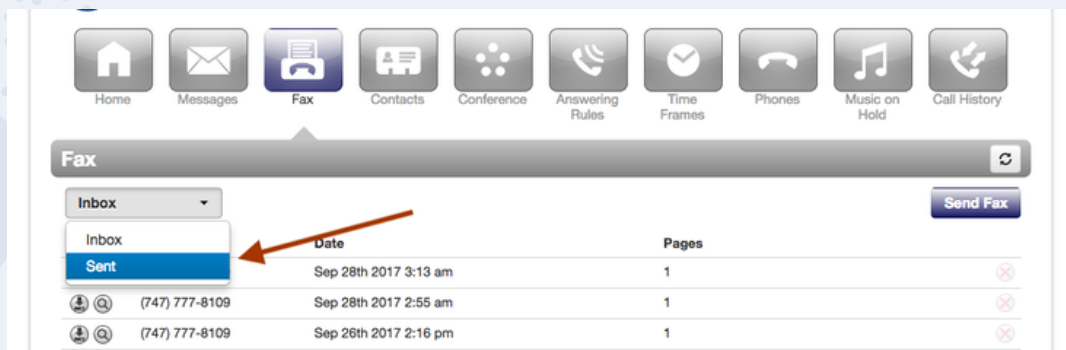 Home Messages Fax Contacts Conference Answering Rules Time Frames Phones Music on Hold Call History
Fax
Inbox Send Fax
Inbox
Date Pages
Sent
Sep 28th 2017 3:13 am 1
(747) 777-8109 Sep 28th 2017 2:55 am 1
(747) 777-8109 Sep 26th 2017 2:16 pm 1